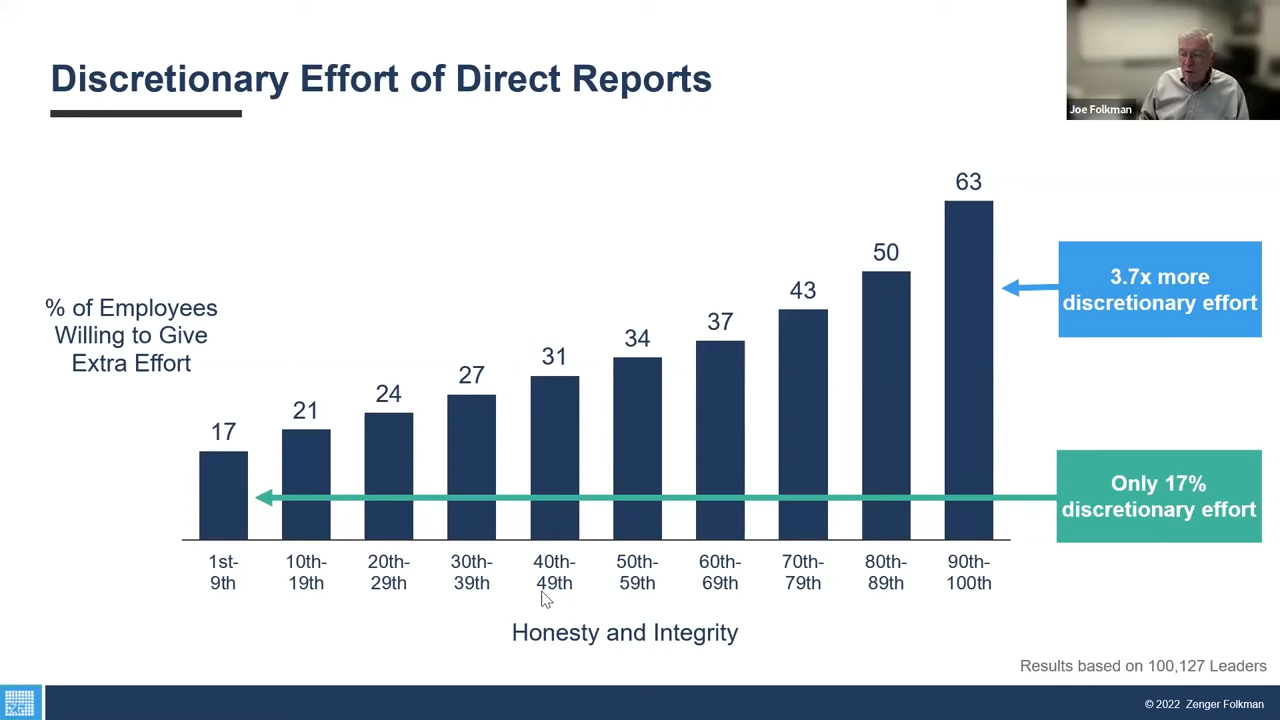 Discretionary Effort of Direct Reports
Joe Folkman
% of Employees
Willing to Give
Extra Effort
17
21
24
27
31
34
37
43
50
63
3.7x more
discretionary effort
Only 17%
discretionary effort
1st-
9th
10th-
19th
20th-
29th
30th-
39th
40th-
49th
50th-
59th
60th-
69th
70th-
79th
80th-
89th
90th-
100th
Honesty and Integrity
Results based on 100,127 Leaders
© 2022 Zenger Folkman